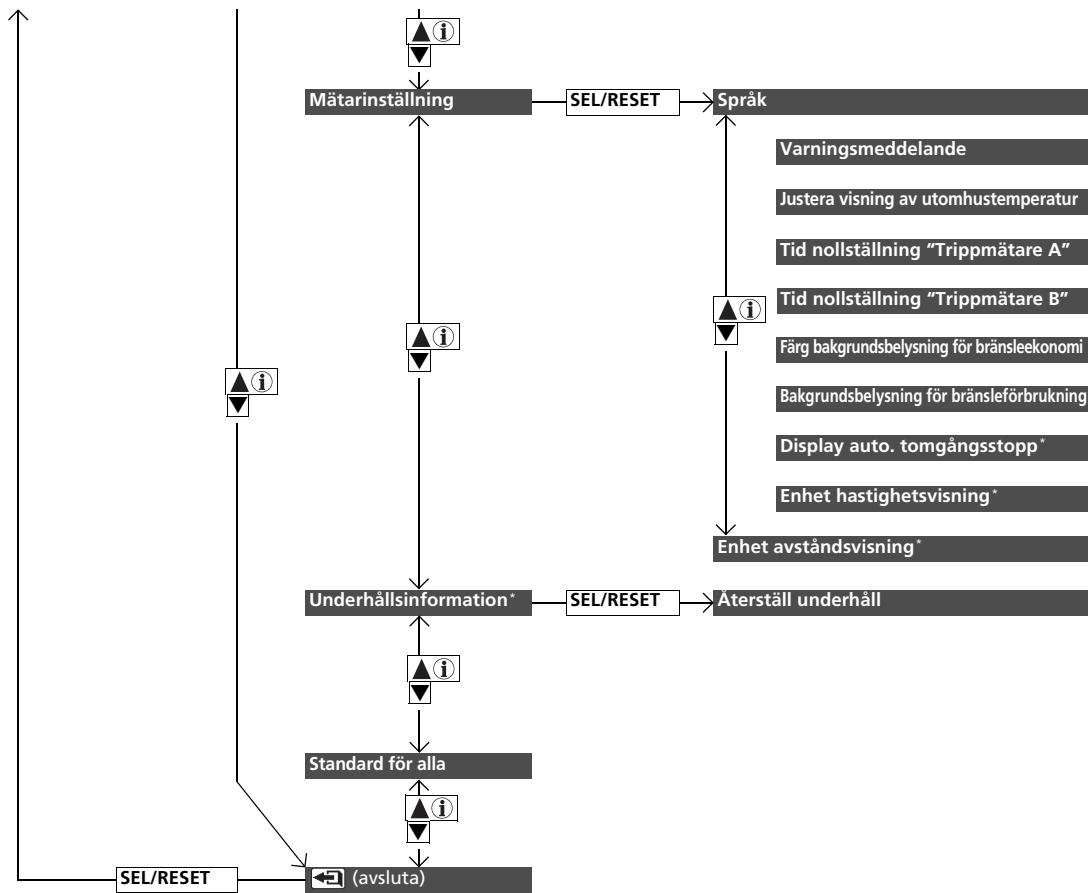 Mätarinställning
SEL/RESET
Språk
Varningsmeddelande
Justera visning av utomhustemperatur
Tid nollställning “Trippmätare A”
Tid nollställning “Trippmätare B”
Färg bakgrundsbelysning för bränsleekonomi
Bakgrundsbelysning för bränsleförbrukning
Display auto. tomgångsstopp*
Enhet hastighetsvisning*
Enhet avståndsvisning*
Underhållsinformation*
SEL/RESET
Återställ underhåll
Standard för alla
SEL/RESET
(avsluta)